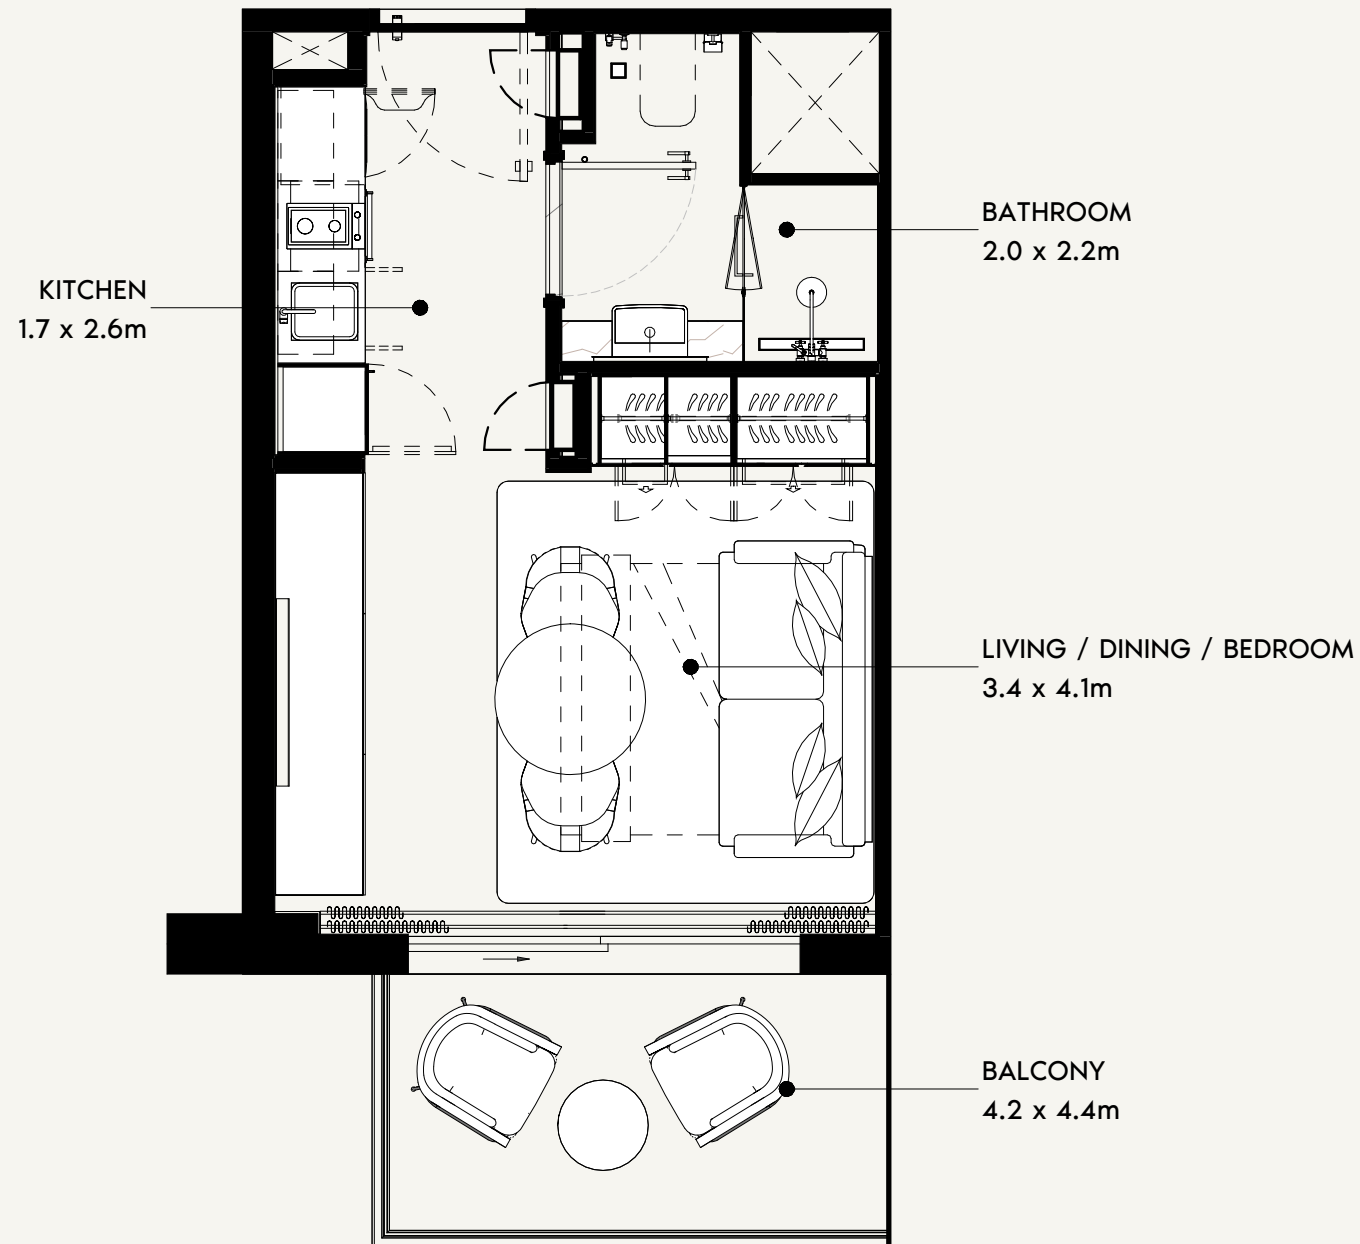 BATHROOM
2.0 x 2.2m
KITCHEN
1.7 x 2.6m
LIVING / DINING / BEDROOM
3.4 x 4.1m
BALCONY
4.2 x 4.4m